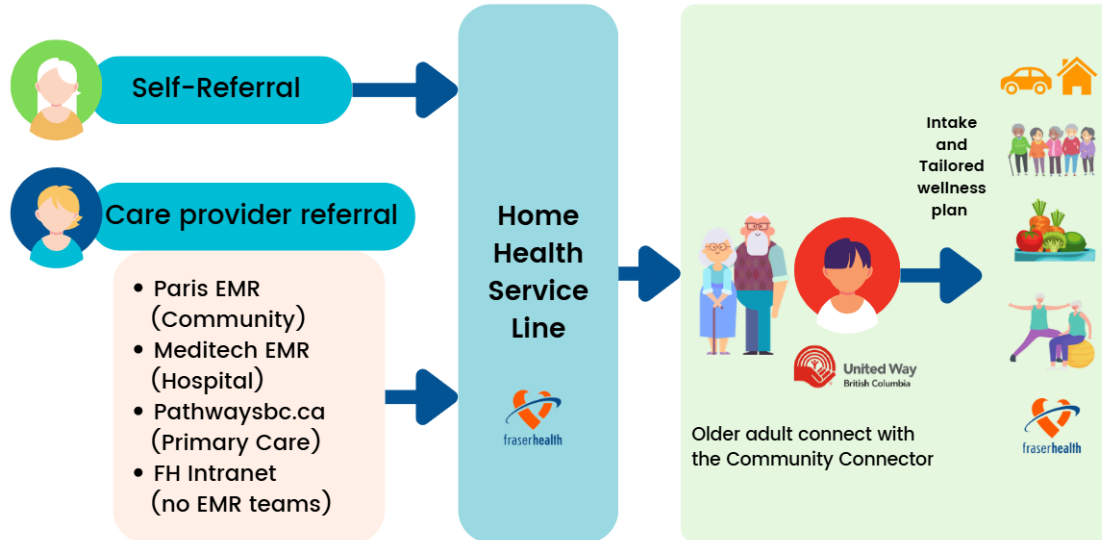 Self-Referral
Care provider referral
• Paris EMR
(Community)
• Meditech EMR
(Hospital)
• Pathwaysbc.ca
(Primary Care)
• FH Intranet
(no EMR teams)
Home
Health
Service
Line
fraserhealth
United Way
British Columbia
Older adult connect with
the Community Connector
Intake
and
Tailored
wellness
plan
fraserhealth